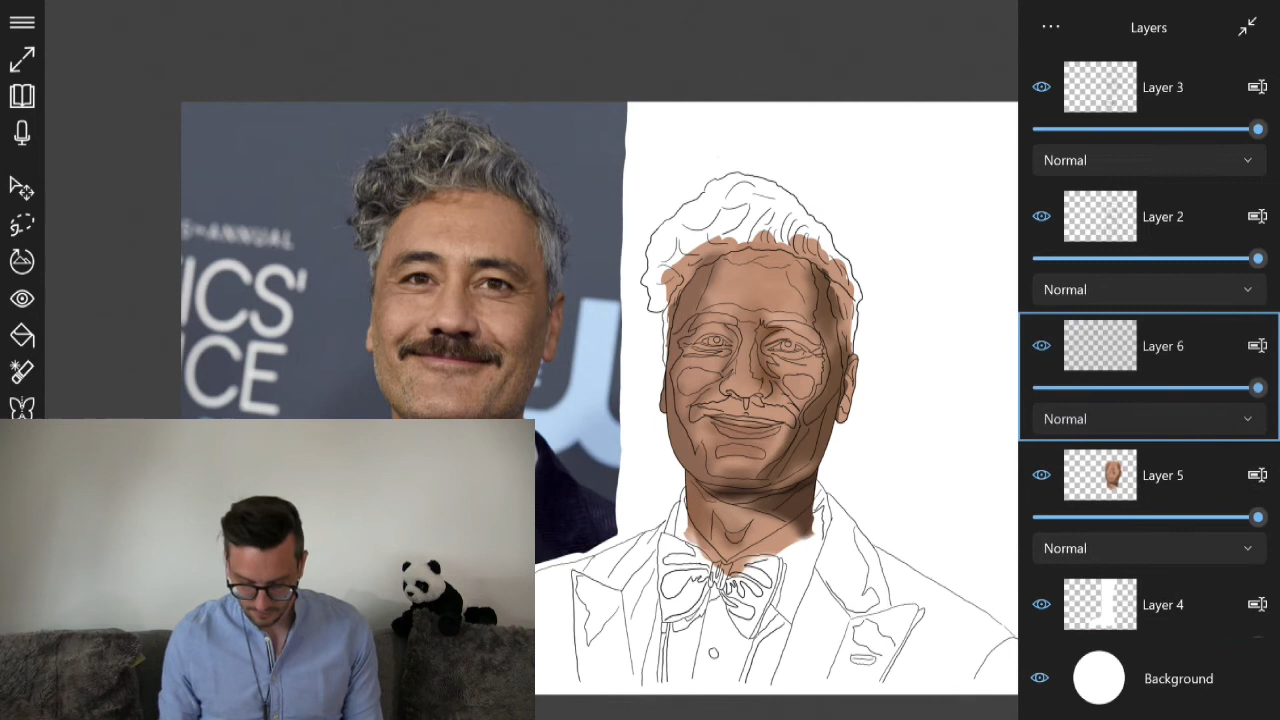 Layers
Layer 3
Normal
Layer 2
Normal
Layer 6
Normal
Layer 5
Normal
Layer 4
Background
ANNUAL
ICS'
ICE